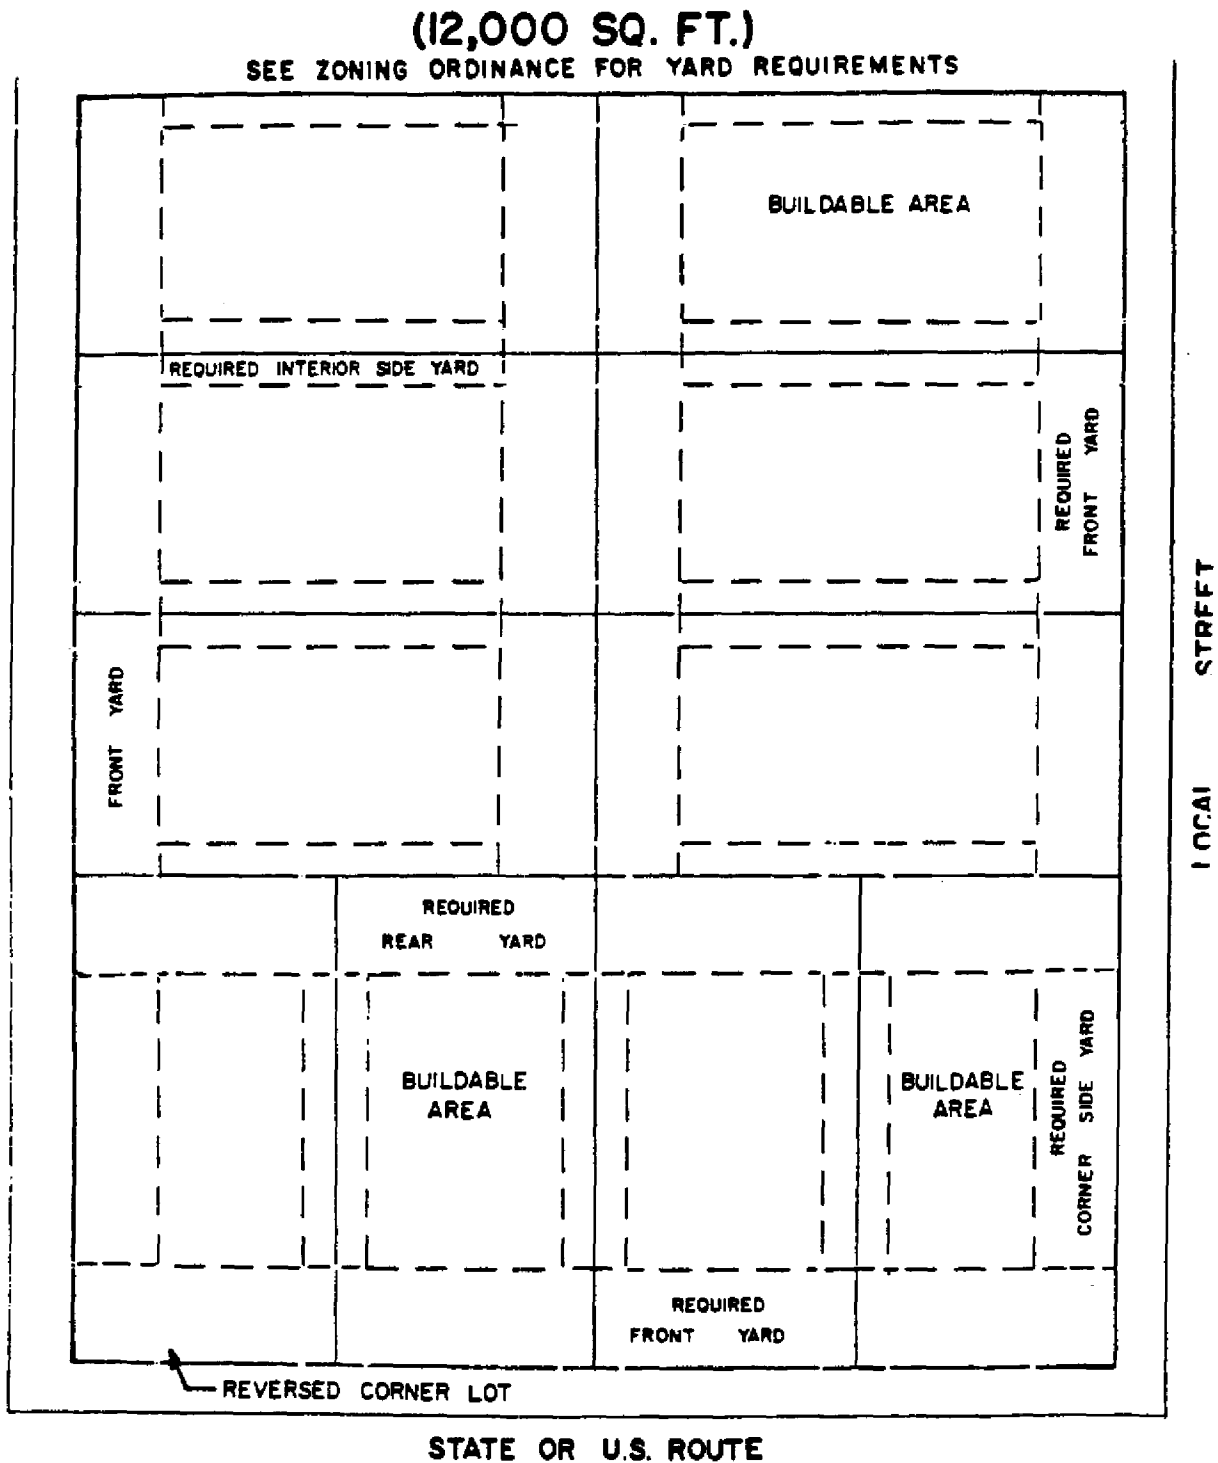 (12,000 SQ. FT.)
SEE ZONING ORDINANCE FOR YARD REQUIREMENTS
BUILDABLE AREA
REQUIRED INTERIOR SIDE YARD
REQUIRED
FRONT YARD
LOCAL STREET
FRONT YARD
REQUIRED
REAR YARD
BUILDABLE
AREA
BUILDABLE
AREA
REQUIRED
CORNER SIDE YARD
REQUIRED
FRONT YARD
REVERSED CORNER LOT
STATE OR U.S. ROUTE